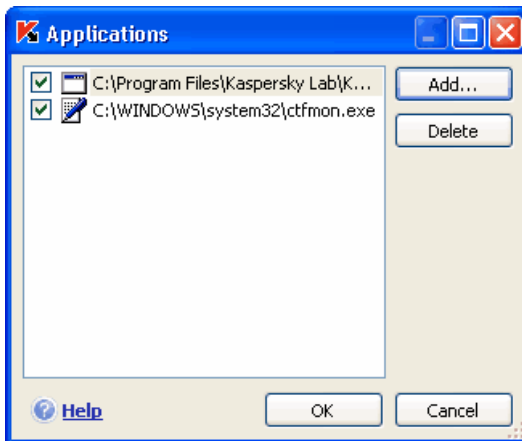 Applications
C:\Program Files\Kaspersky Lab\K...
C:\WINDOWS\system32\ctfmon.exe
Add...
Delete
Help
OK
Cancel